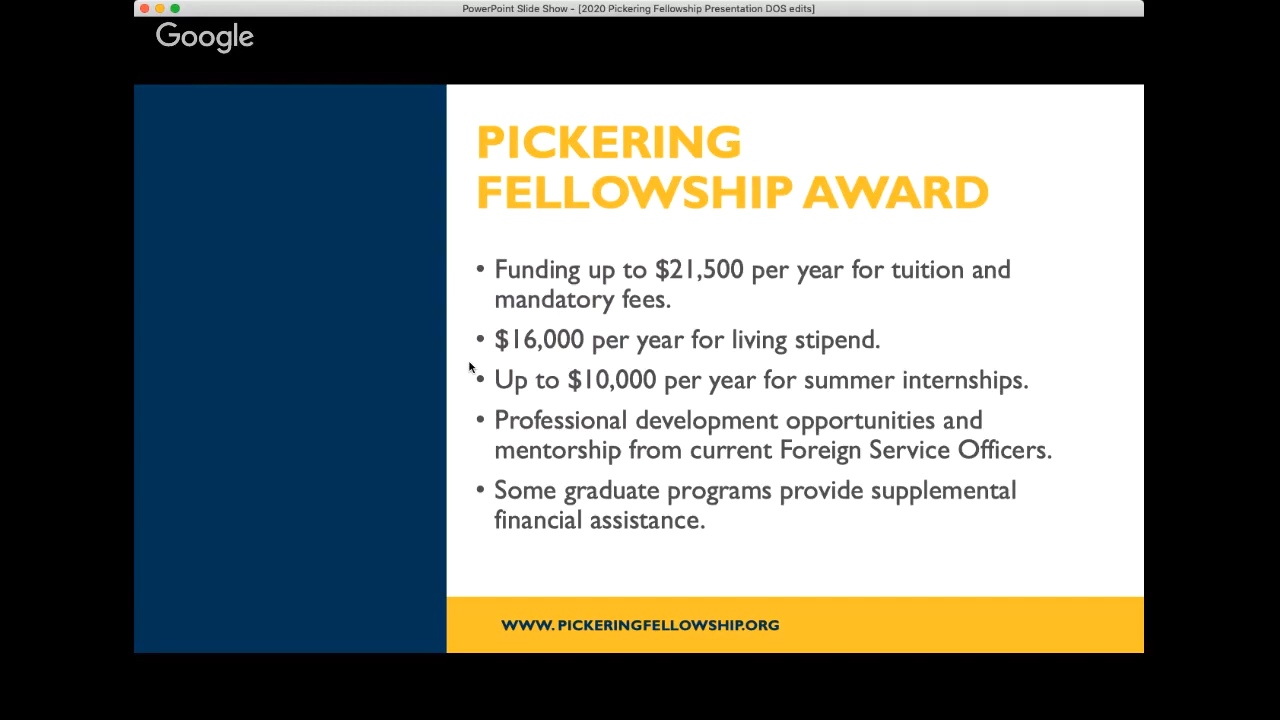 PowerPoint Slide Show - [2020 Pickering Fellowship Presentation DOS edits]
Google
PICKERING
FELLOWSHIP AWARD
• Funding up to $21,500 per year for tuition and
mandatory fees.
• $16,000 per year for living stipend.
• Up to $10,000 per year for summer internships.
• Professional development opportunities and
mentorship from current Foreign Service Officers.
• Some graduate programs provide supplemental
financial assistance.
WWW. PICKERINGFELLOWSHIP.ORG